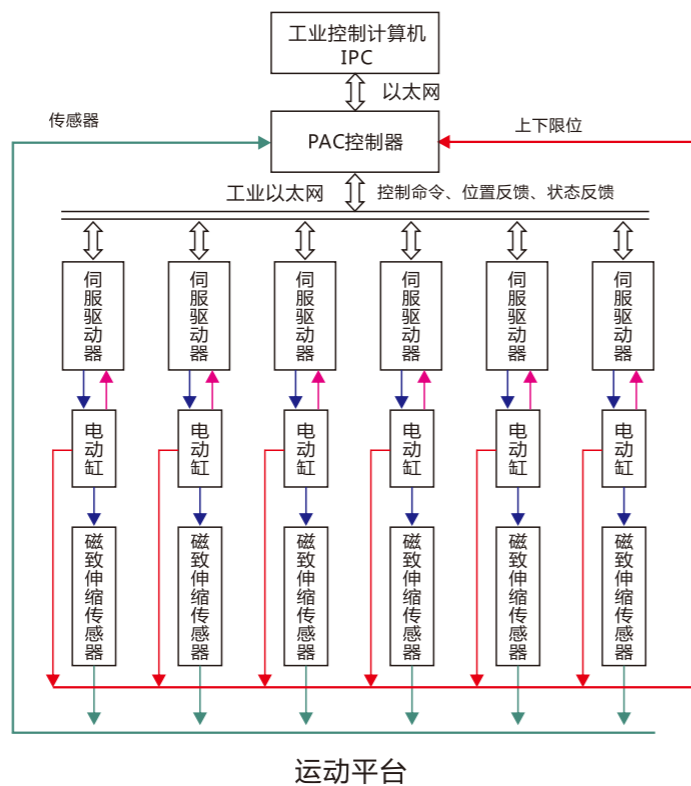 工业控制计算机
IPC
以太网
传感器
上下限位
PAC控制器
工业以太网
控制命令、位置反馈、状态反馈
伺服驱动器
伺服驱动器
伺服驱动器
伺服驱动器
伺服驱动器
伺服驱动器
电动缸
电动缸
电动缸
电动缸
电动缸
电动缸
磁致伸缩传感器
磁致伸缩传感器
磁致伸缩传感器
磁致伸缩传感器
磁致伸缩传感器
磁致伸缩传感器
运动平台